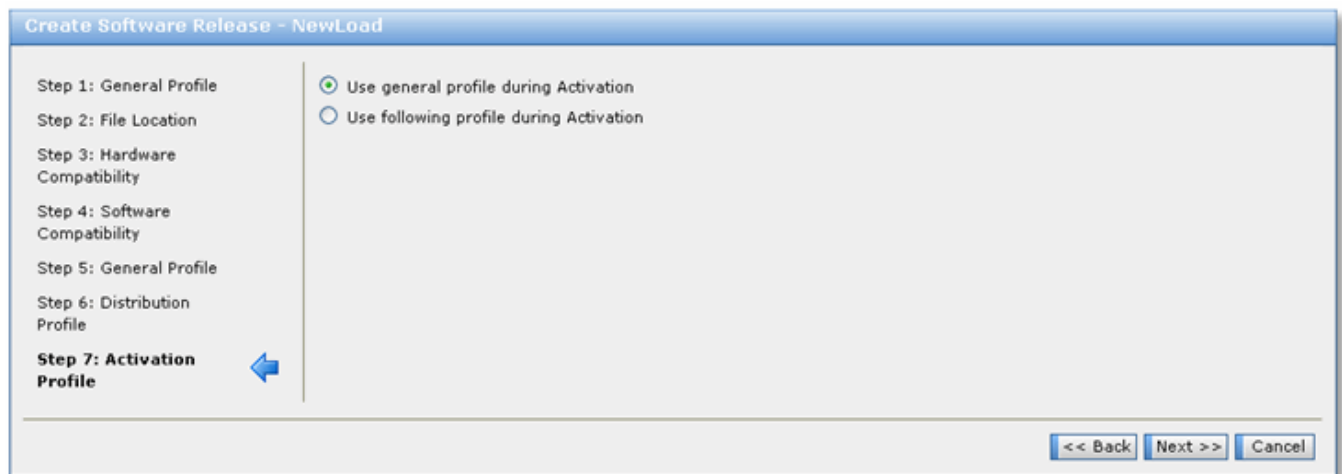 Create Software Release - NewLoad
Step 1: General Profile
Step 2: File Location
Step 3: Hardware
Compatibility
Step 4: Software
Compatibility
Step 5: General Profile
Step 6: Distribution
Profile
Step 7: Activation
Profile
Use general profile during Activation
Use following profile during Activation
<< Back
Next >>
Cancel